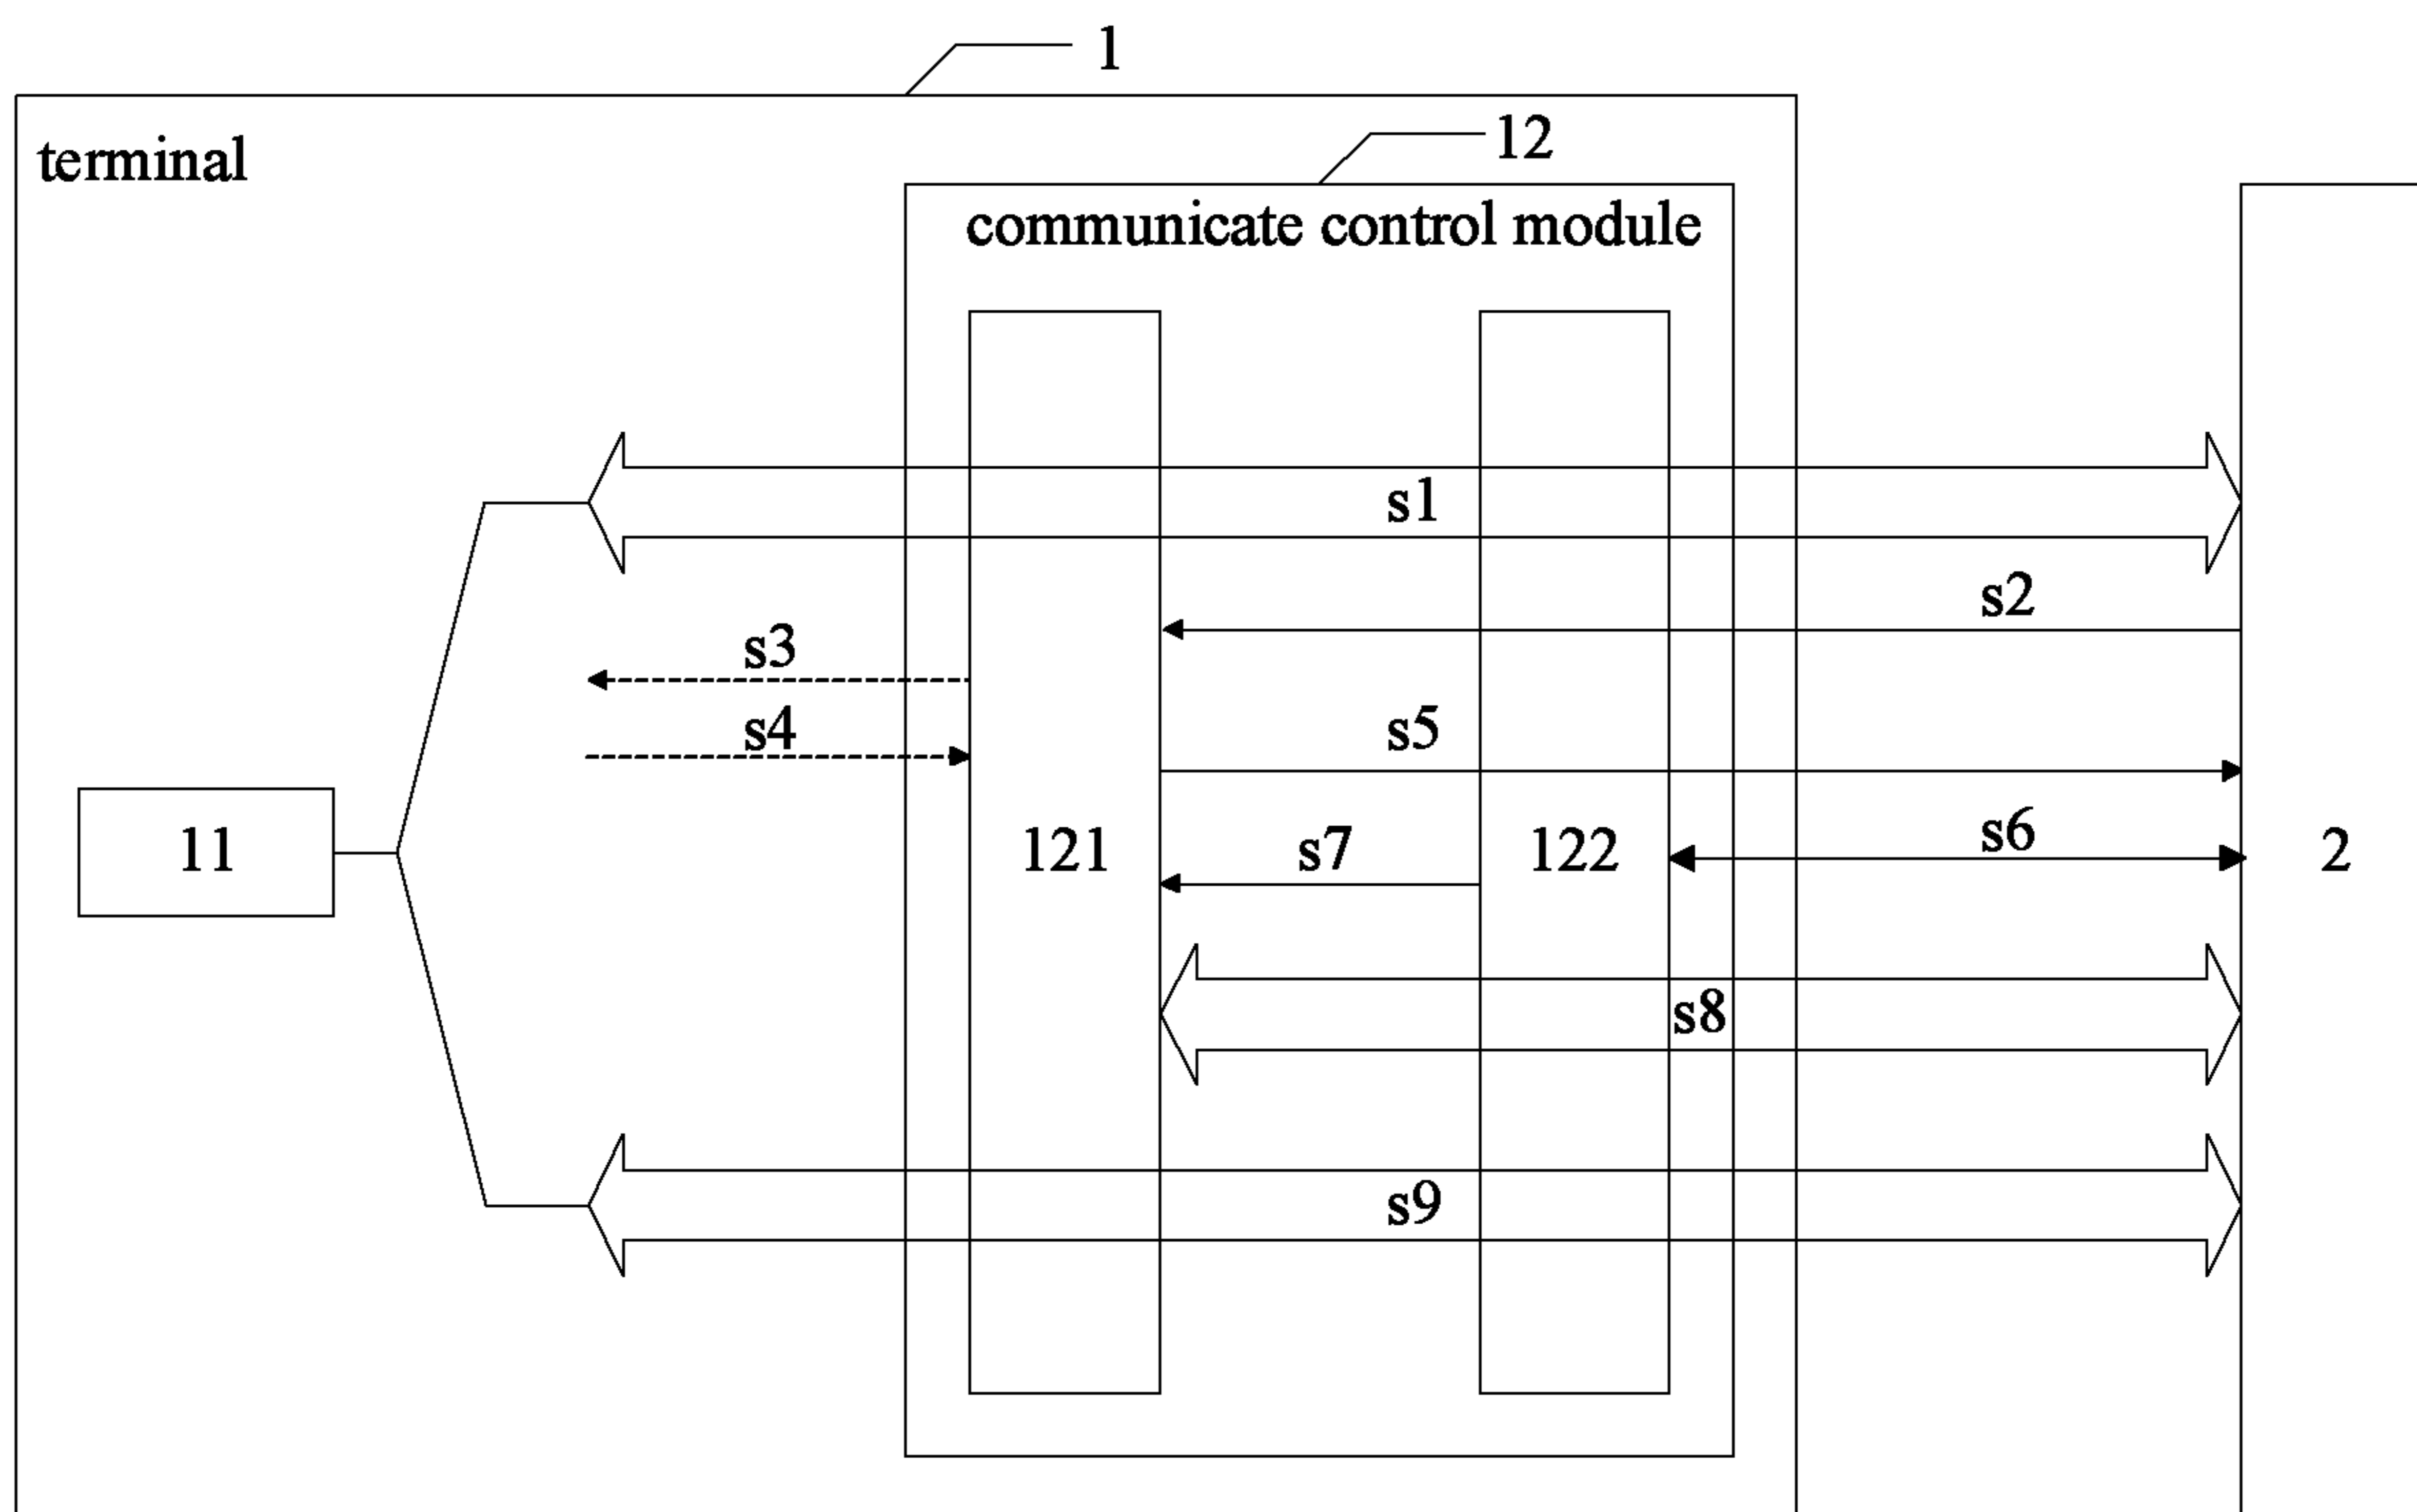 1
terminal
12
communicate control module
s1
s2
s3
s4
s5
11
121
s7
122
s6
2
s8
s9